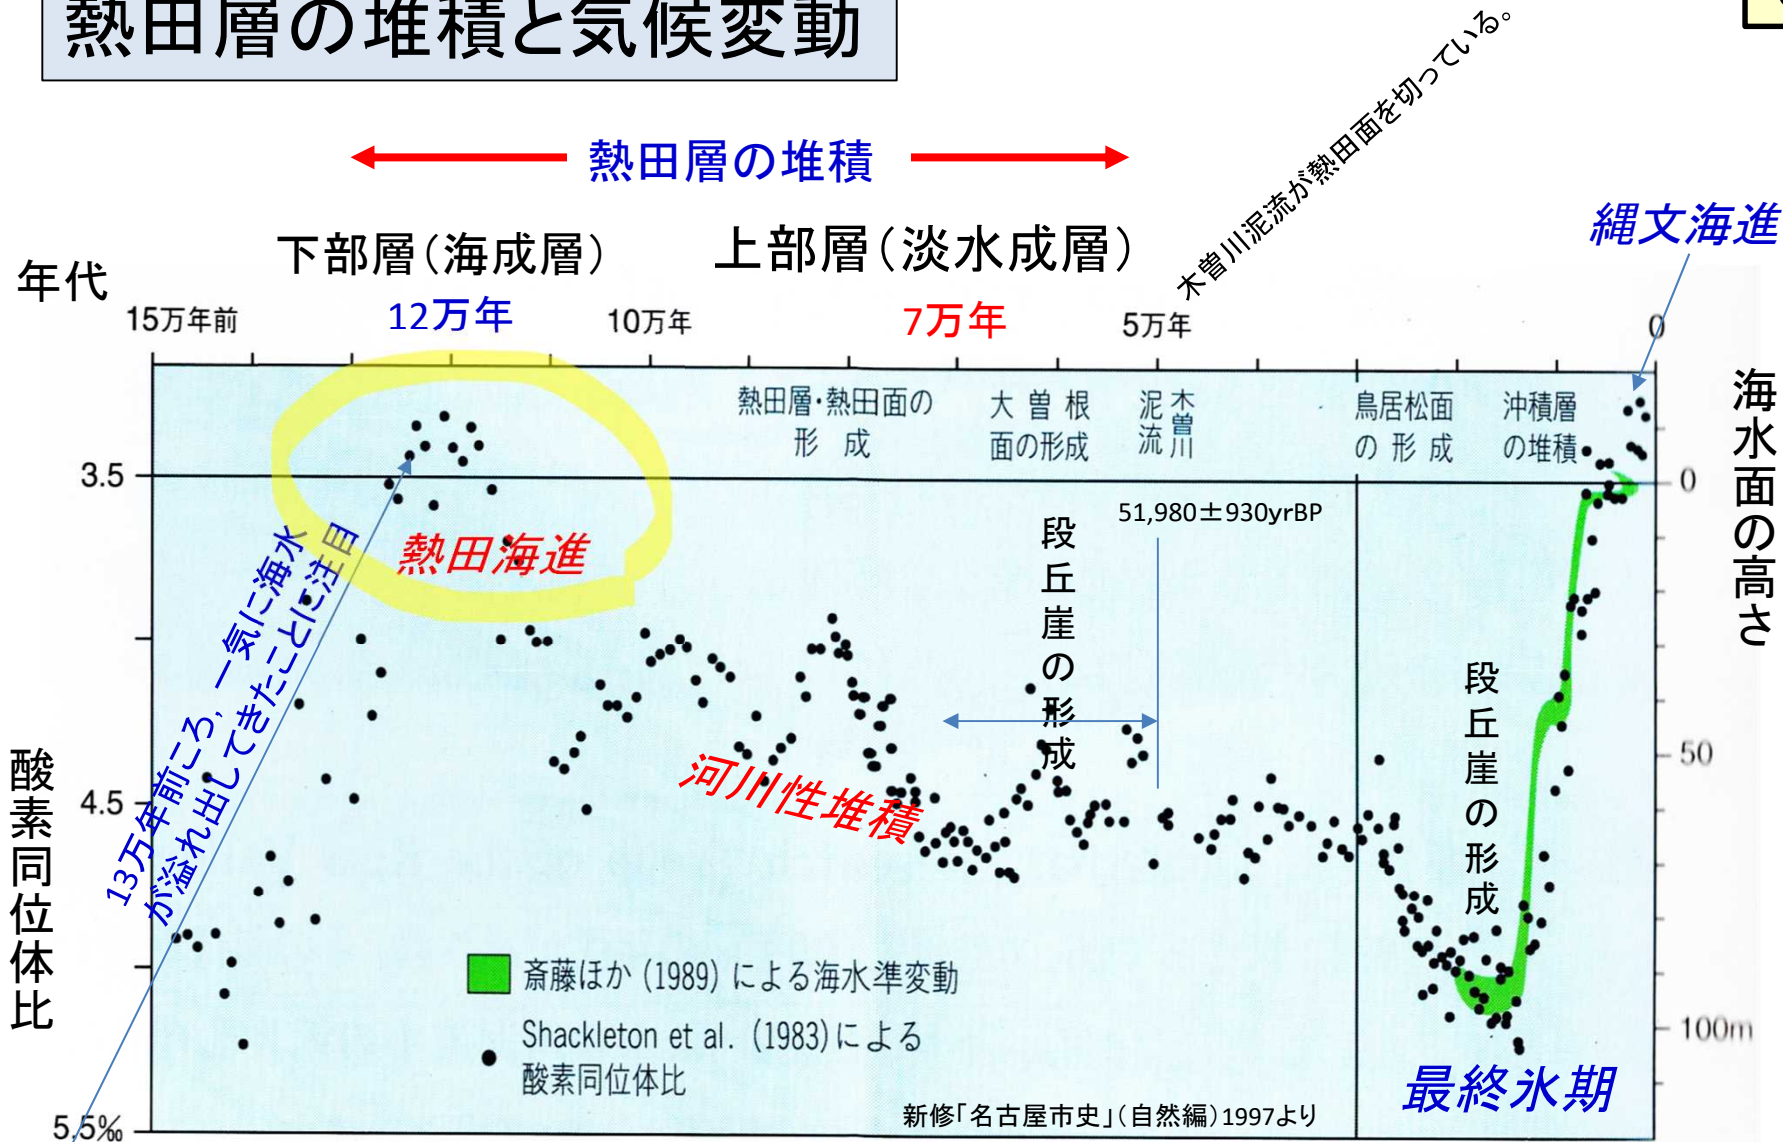 熱田層の堆積と気候変動
熱田層の堆積
木曽川泥流が熱田面を切っている。
縄文海進
下部層（海成層）
上部層（淡水成層）
年代
15万年前
12万年
10万年
7万年
5万年
0
熱田層・熱田面の
形 成
大 曽 根
面の形成
木曽川
泥流
鳥居松面
の 形 成
沖積層
の堆積
海水面の高さ
3.5
0
51,980±930yrBP
熱田海進
段丘崖の形成
13万年前ころ，一気に海水
が溢れ出してきたことに注目
段丘崖の形成
河川性堆積
酸素同位体比
4.5
50
斎藤ほか (1989) による海水準変動
Shackleton et al. (1983)による
酸素同位体比
100m
最終氷期
新修「名古屋市史」（自然編）1997より
5.5‰